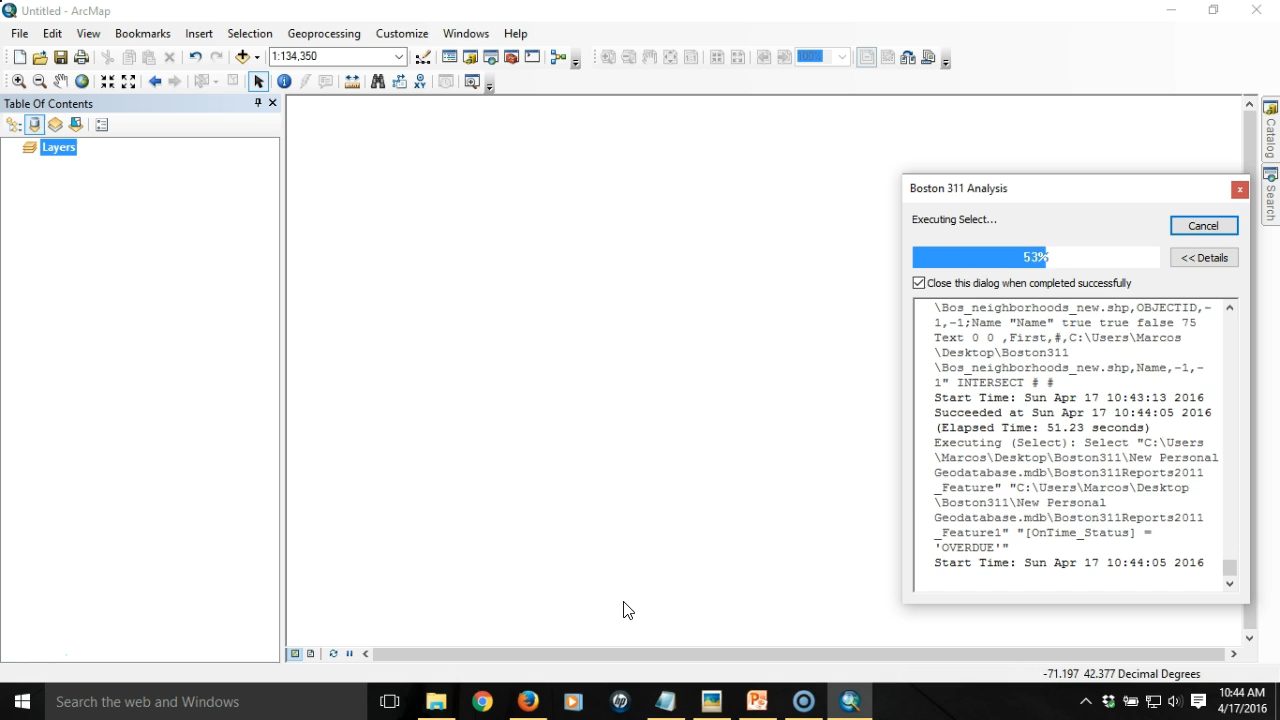 Untitled - ArcMap
File Edit View Bookmarks Insert Selection Geoprocessing Customize Windows Help
1:134,350
100%
Table Of Contents
Layers
Catalog
Search
Boston 311 Analysis
Executing Select...
Cancel
53%
<< Details
Close this dialog when completed successfully
\Bos_neighborhoods_new.shp,OBJECTID,-
1,-1;Name "Name" true true false 75
Text 0 0 ,First,#,C:\Users\Marcos
\Desktop\Boston311
\Bos_neighborhoods_new.shp,Name,-1,-
1" INTERSECT # #
Start Time: Sun Apr 17 10:43:13 2016
Succeeded at Sun Apr 17 10:44:05 2016
(Elapsed Time: 51.23 seconds)
Executing (Select): Select "C:\Users
\Marcos\Desktop\Boston311\New Personal
Geodatabase.mdb\Boston311Reports2011
_Feature" "C:\Users\Marcos\Desktop
\Boston311\New Personal
Geodatabase.mdb\Boston311Reports2011
_Feature1" "[OnTime_Status] =
'OVERDUE'"
Start Time: Sun Apr 17 10:44:05 2016
-71.197 42.377 Decimal Degrees
Search the web and Windows
10:44 AM
4/17/2016